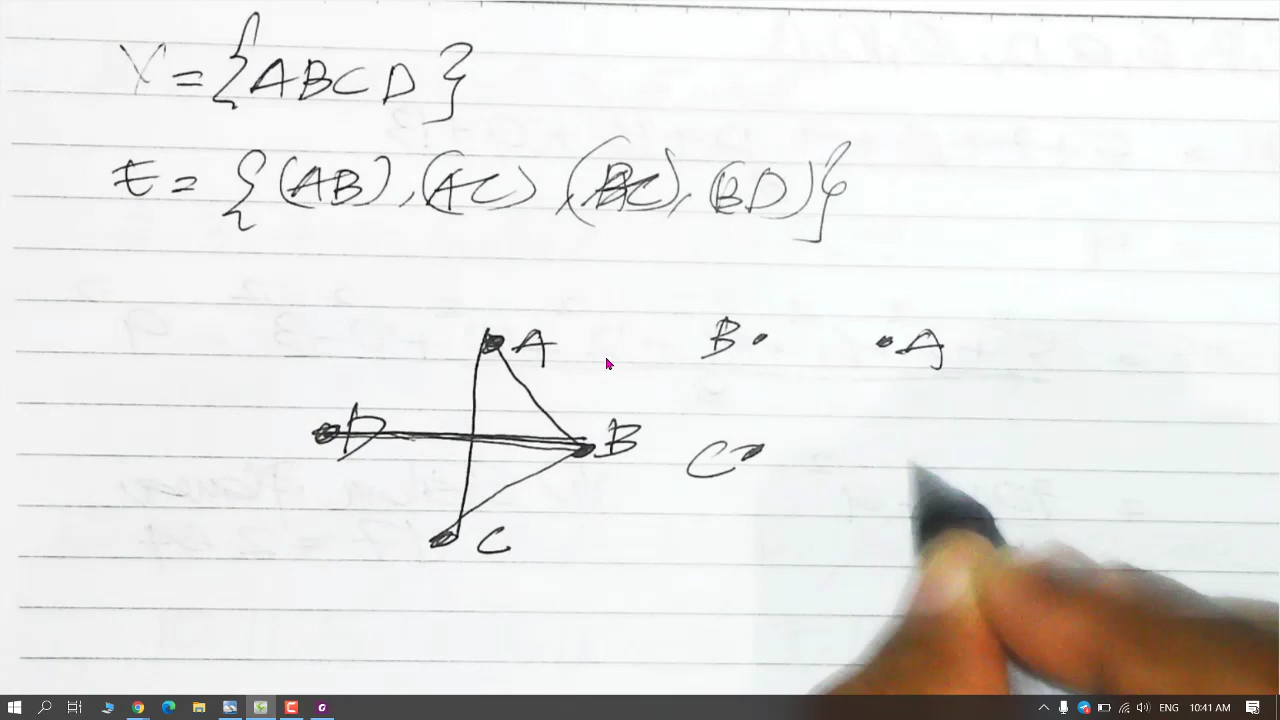 V = {ABCD}
E = {(AB), (AC), (BC), (BD)}
A
B
A
D
B
C
C
ENG 10:41 AM